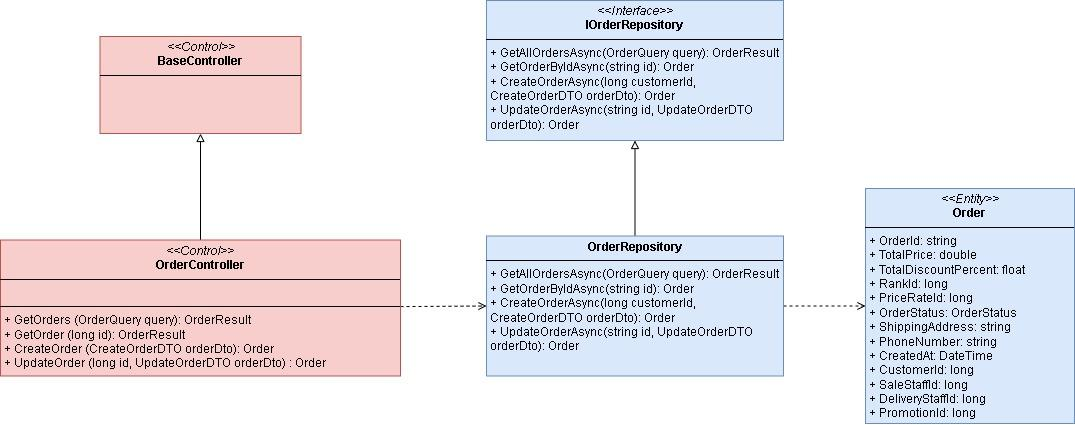 <<Control>>
BaseController
<<Interface>>
IOrderRepository
+ GetAllOrdersAsync(OrderQuery query): OrderResult
+ GetOrderByIdAsync(string id): Order
+ CreateOrderAsync(long customerId,
CreateOrderDTO orderDto): Order
+ UpdateOrderAsync(string id, UpdateOrderDTO
orderDto): Order
<<Control>>
OrderController
+ GetOrders (OrderQuery query): OrderResult
+ GetOrder (long id): OrderResult
+ CreateOrder (CreateOrderDTO orderDto): Order
+ UpdateOrder (long id, UpdateOrderDTO orderDto) : Order
OrderRepository
+ GetAllOrdersAsync(OrderQuery query): OrderResult
+ GetOrderByIdAsync(string id): Order
+ CreateOrderAsync(long customerId,
CreateOrderDTO orderDto): Order
+ UpdateOrderAsync(string id, UpdateOrderDTO
orderDto): Order
<<Entity>>
Order
+ OrderId: string
+ TotalPrice: double
+ TotalDiscountPercent: float
+ RankId: long
+ PriceRateId: long
+ OrderStatus: OrderStatus
+ ShippingAddress: string
+ PhoneNumber: string
+ CreatedAt: DateTime
+ CustomerId: long
+ SaleStaffId: long
+ DeliveryStaffId: long
+ PromotionId: long